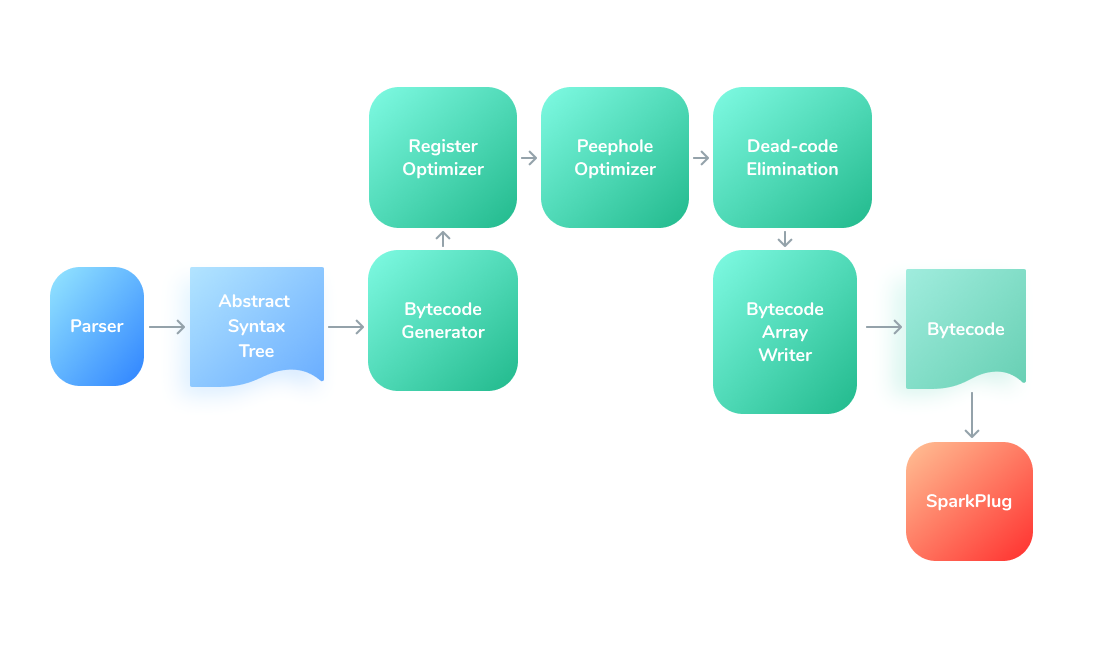 Register
Optimizer
Peephole
Optimizer
Dead-code
Elimination
Parser
Abstract
Syntax
Tree
Bytecode
Generator
Bytecode
Array
Writer
Bytecode
SparkPlug